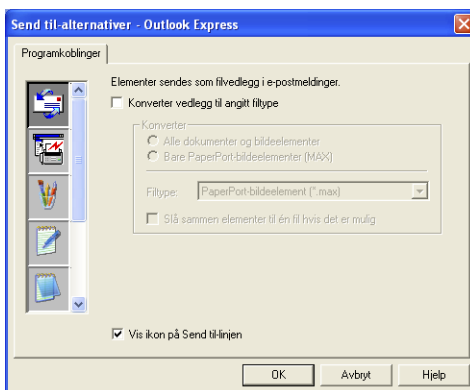 Send til-alternativer - Outlook Express
Programkoblinger
Elementer sendes som filvedlegg i e-postmeldinger.
Konverter vedlegg til angitt filtype
Konverter
Alle dokumenter og bildeelementer
Bare PaperPort-bildeelementer (MAX)
Filtype: PaperPort-bildeelement (*.max)
Slå sammen elementer til én fil hvis det er mulig
Vis ikon på Send til-linjen
OK Avbryt Hjelp